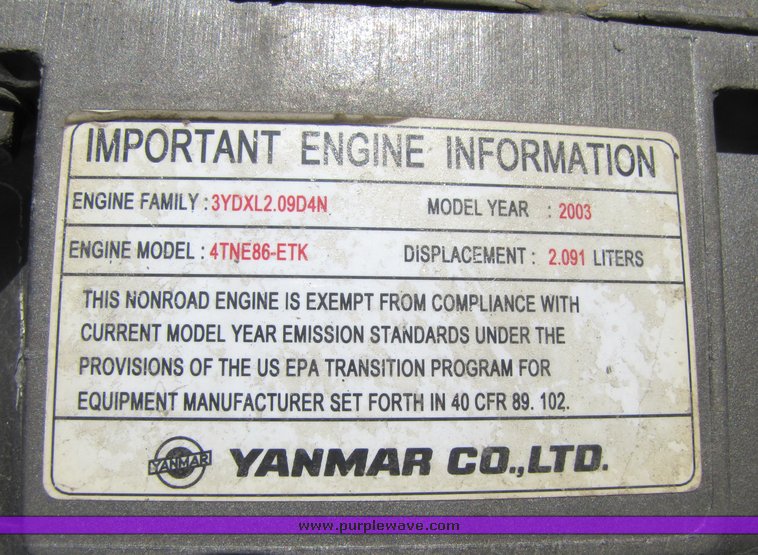 IMPORTANT ENGINE INFORMATION
ENGINE FAMILY : 3YDXL2.09D4N MODEL YEAR : 2003
ENGINE MODEL : 4TNE86-ETK DISPLACEMENT : 2.091 LITERS
THIS NONROAD ENGINE IS EXEMPT FROM COMPLIANCE WITH
CURRENT MODEL YEAR EMISSION STANDARDS UNDER THE
PROVISIONS OF THE US EPA TRANSITION PROGRAM FOR
EQUIPMENT MANUFACTURER SET FORTH IN 40 CFR 89. 102.
YANMAR YANMAR CO.,LTD.
www.purplewave.com